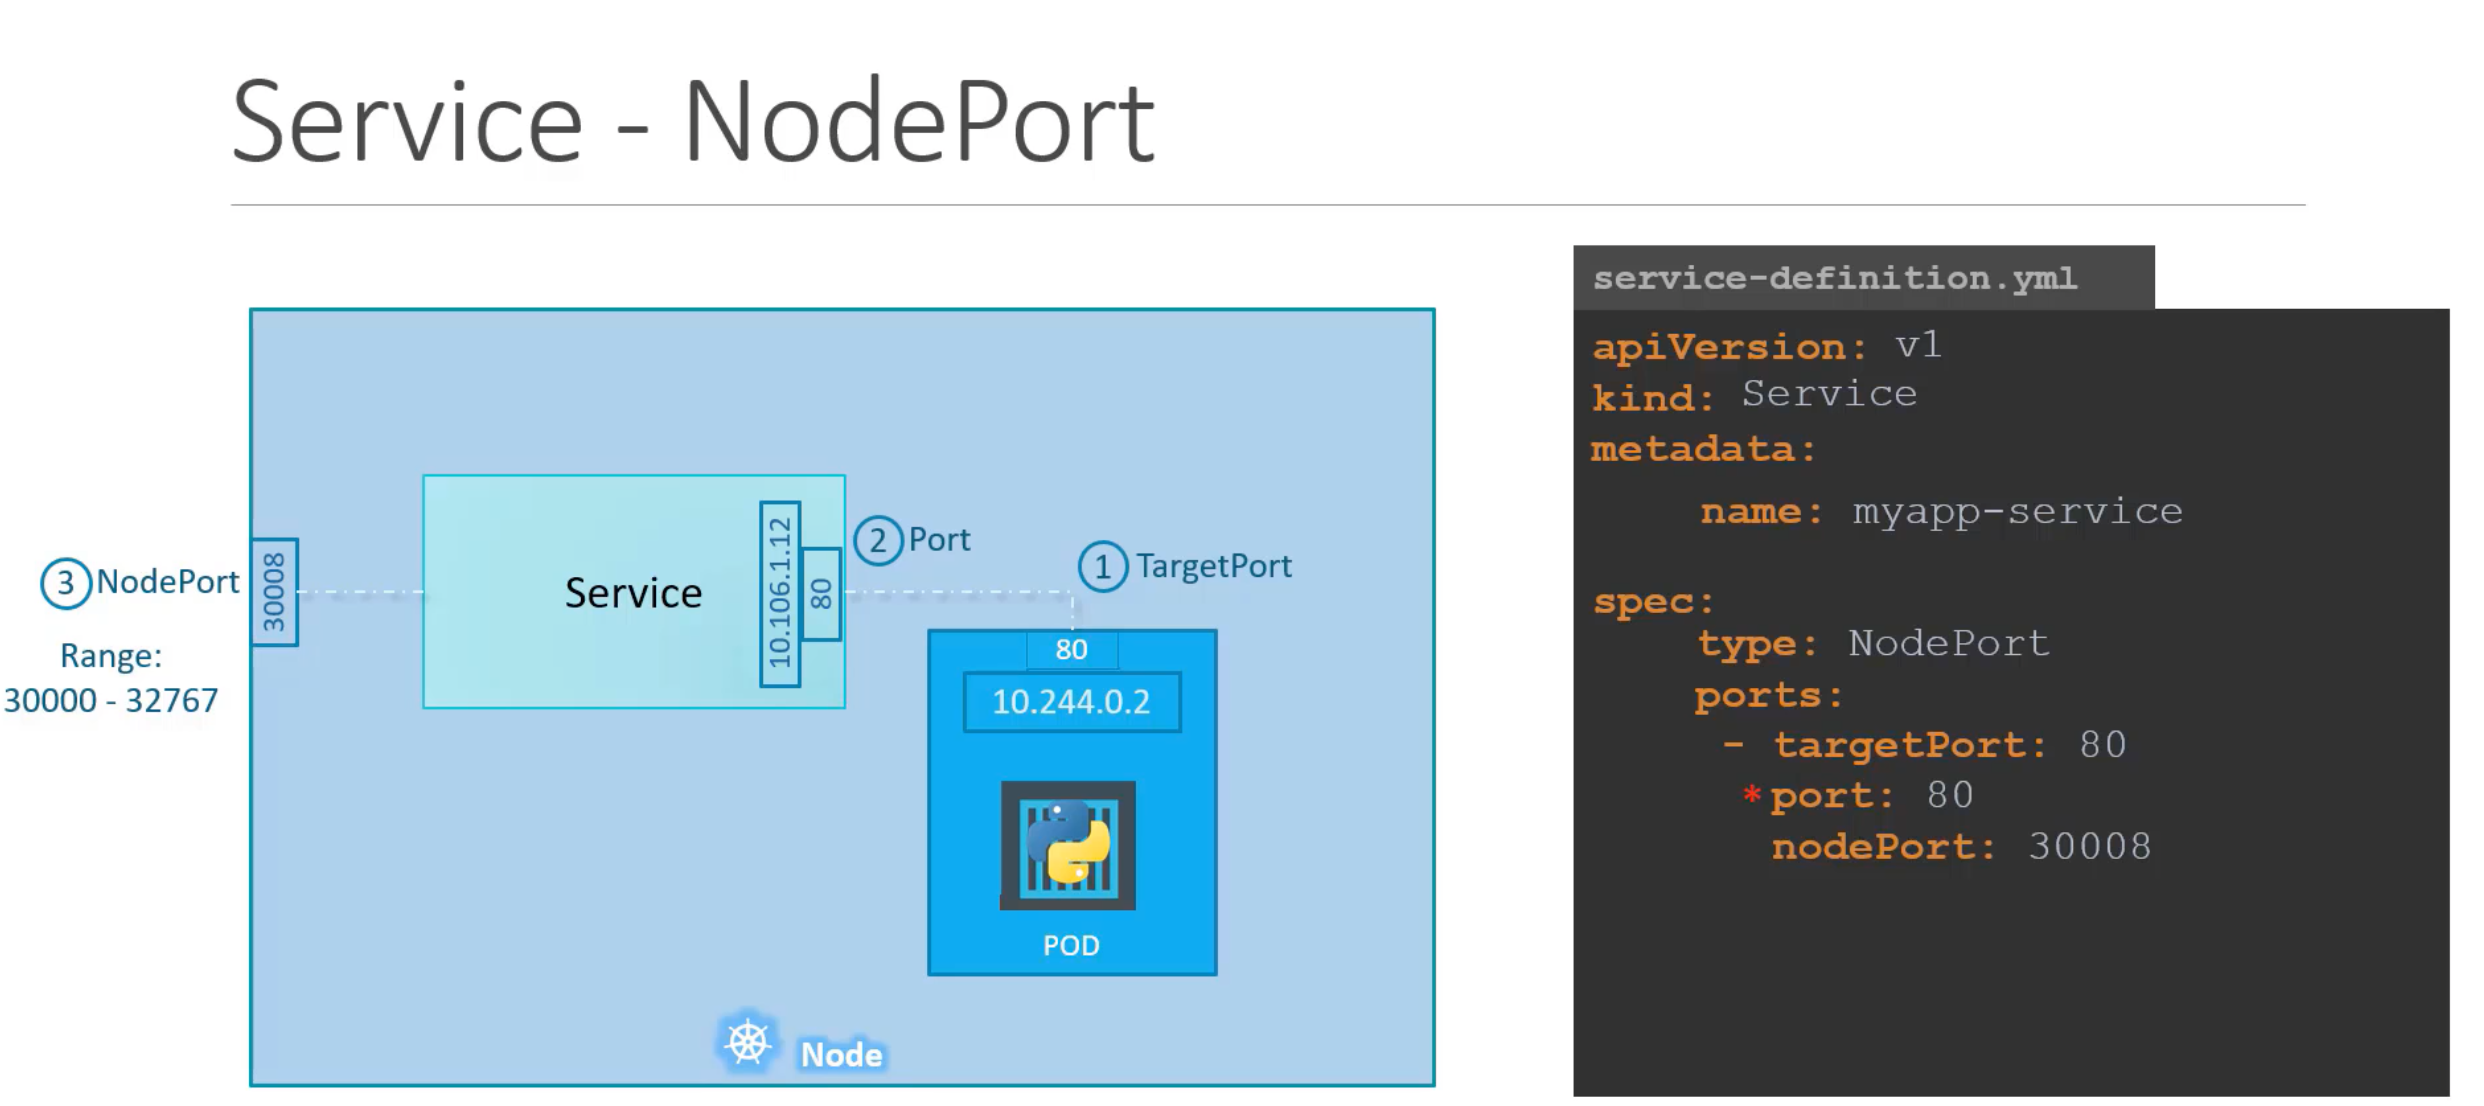 Service - NodePort
3 NodePort
Range:
30000 - 32767
30008
Service
10.106.1.12
80
2 Port
1 TargetPort
80
10.244.0.2
POD
Node
service-definition.yml
apiVersion: v1
kind: Service
metadata:
name: myapp-service
spec:
type: NodePort
ports:
- targetPort: 80
*port: 80
nodePort: 30008